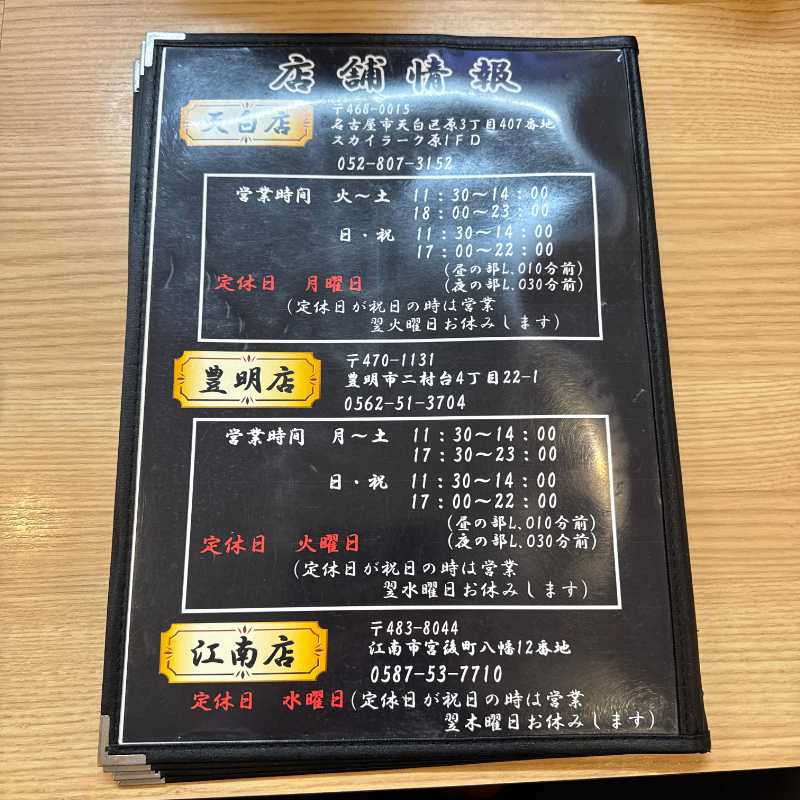 店舗情報
天白店
〒468-0015
名古屋市天白区原3丁目407番地
スカイラーク原1FD
052-807-3152
営業時間 火～土 11：30～14：00
18：00～23：00
日・祝 11：30～14：00
17：00～22：00
(昼の部L.O10分前)
定休日 月曜日 (夜の部L.O30分前)
(定休日が祝日の時は営業
翌火曜日お休みします)
豊明店
〒470-1131
豊明市二村台4丁目22-1
0562-51-3704
営業時間 月～土 11：30～14：00
17：30～23：00
日・祝 11：30～14：00
17：00～22：00
(昼の部L.O10分前)
定休日 火曜日 (夜の部L.O30分前)
(定休日が祝日の時は営業
翌水曜日お休みします)
江南店
〒483-8044
江南市宮後町八幡12番地
0587-53-7710
定休日 水曜日(定休日が祝日の時は営業
翌木曜日お休みします)